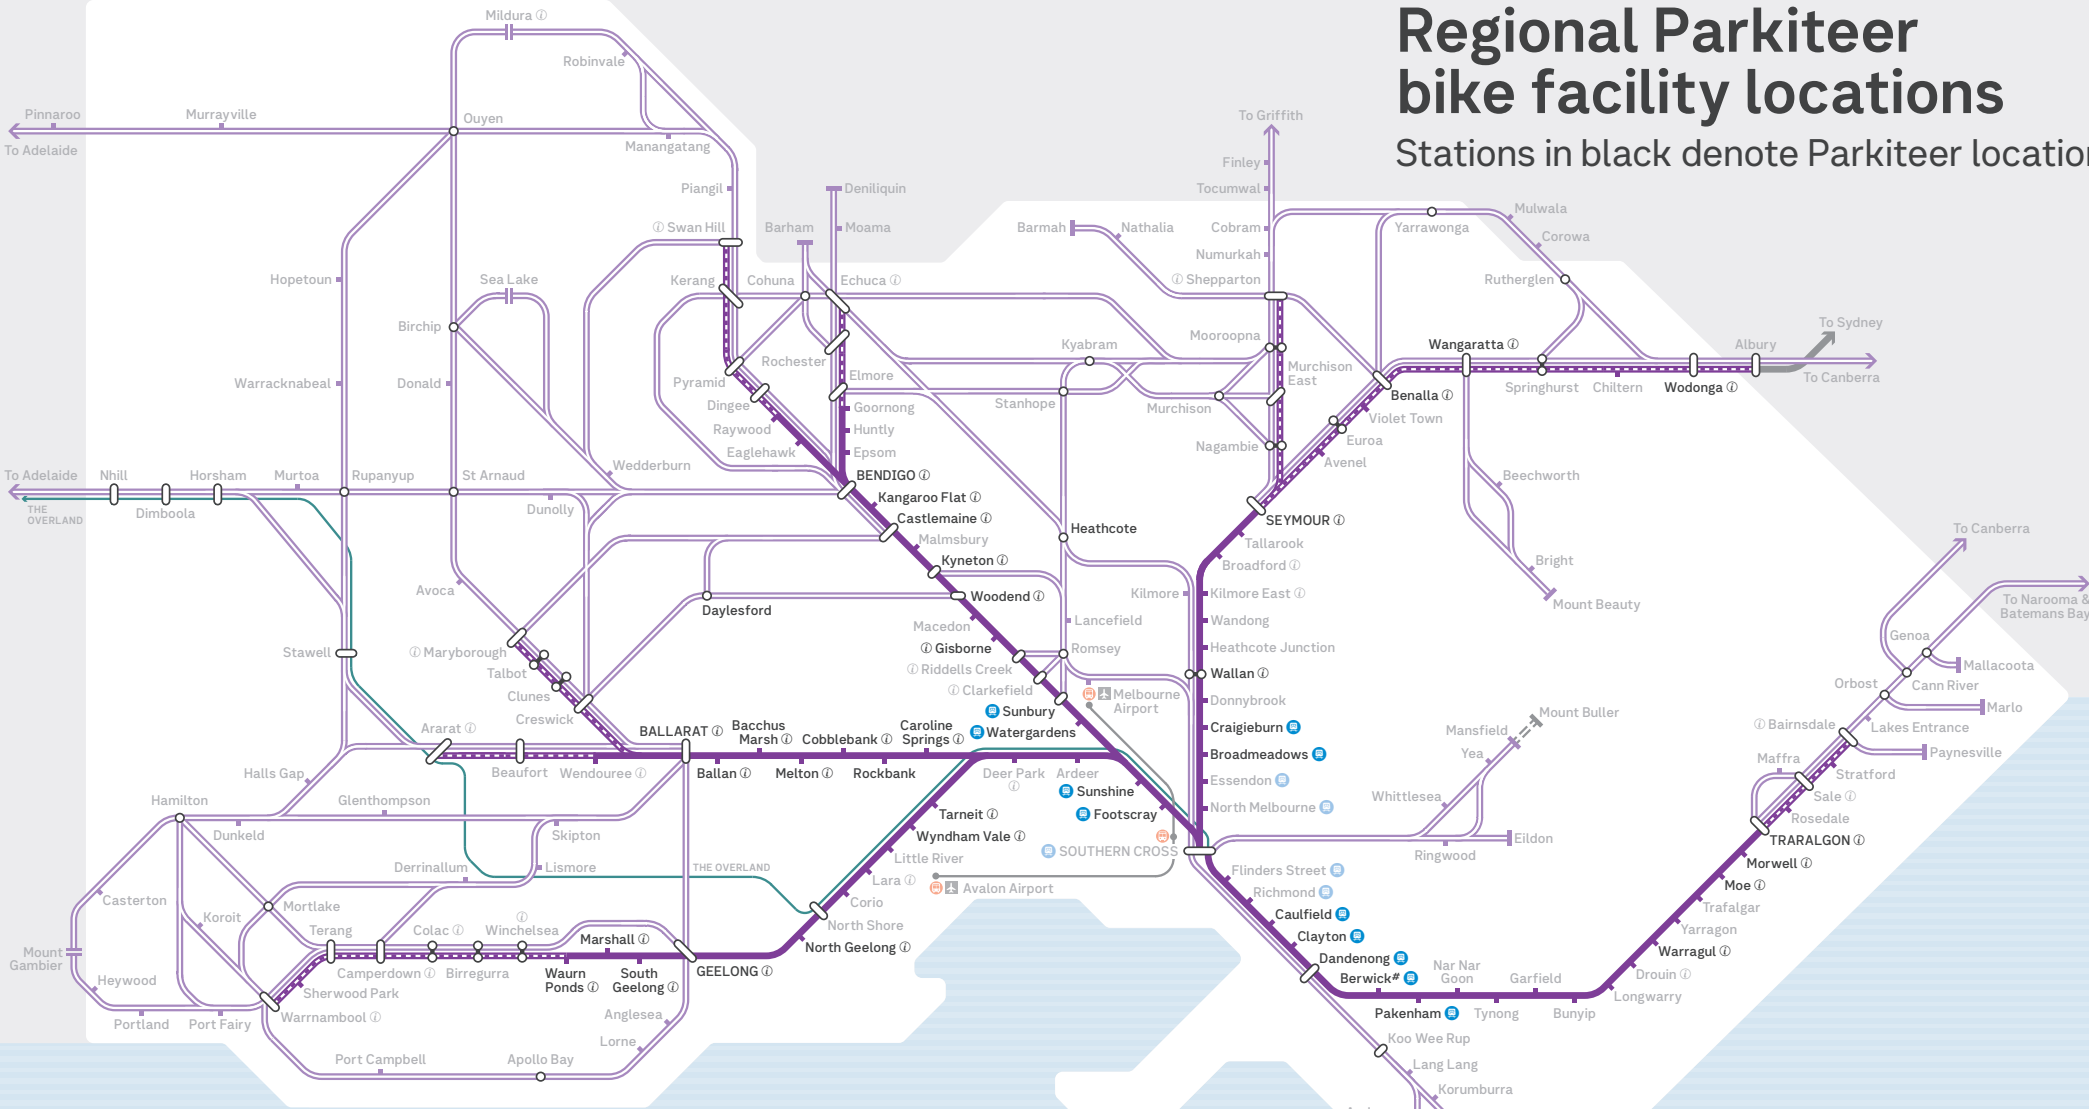 Regional Parkiteer
bike facility locations
Stations in black denote Parkiteer
Mildura
Robinvale
Pinnaroo
Murrayville
Ouyen
To Adelaide
Manangatang
Piangil
Deniliquin
Swan Hill
Barham
Moama
Hopetoun
Sea Lake
Kerang
Cohuna
Echuca
Birchip
Rochester
Warracknabeal
Donald
Pyramid
Elmore
Dingee
Goornong
Raywood
Huntly
Eaglehawk
Epsom
To Griffith
Finley
Tocumwal
Barmah
Nathalia
Cobram
Numurkah
Shepparton
Mulwala
Yarrawonga
Corowa
Rutherglen
Mooroopna
Kyabram
Murchison
East
Stanhope
Murchison
Nagambie
Wangaratta
To Sydney
Albury
To Canberra
Springhurst
Chiltern
Wodonga
Benalla
Violet Town
Euroa
Avenel
Beechworth
Bright
Mount Beauty
To Adelaide
Nhill
Horsham
Murtoa
Rupanyup
St Arnaud
Wedderburn
THE
OVERLAND
Dimboola
Dunolly
BENDIGO
Kangaroo Flat
Castlemaine
Malmsbury
Kyneton
Woodend
Heathcote
SEYMOUR
Tallarook
Broadford
Avoca
Daylesford
Macedon
Gisborne
Riddells Creek
Clarkefield
Sunbury
Watergardens
Lancefield
Romsey
Kilmore
Kilmore East
Wandong
Heathcote Junction
Wallan
Donnybrook
Craigieburn
Broadmeadows
Essendon
North Melbourne
Melbourne
Airport
Stawell
Maryborough
Talbot
Clunes
Creswick
Ararat
BALLARAT
Bacchus
Marsh
Cobblebank
Caroline
Springs
Beaufort
Wendouree
Ballan
Melton
Rockbank
Deer Park
Ardeer
Sunshine
Footscray
Halls Gap
Hamilton
Glenthompson
Dunkeld
Skipton
Tarneit
Wyndham Vale
Little River
Lara
Corio
North Shore
North Geelong
SOUTHERN CROSS
Avalon Airport
Derrinallum
Lismore
THE OVERLAND
Casterton
Koroit
Mortlake
Terang
Colac
Winchelsea
Marshall
Mount
Gambier
Camperdown
Birregurra
Waurn
Ponds
South
Geelong
GEELONG
Heywood
Sherwood Park
Warrnambool
Portland
Port Fairy
Anglesea
Lorne
Port Campbell
Apollo Bay
Mansfield
Mount Buller
Yea
Whittlesea
Ringwood
Eildon
Flinders Street
Richmond
Caulfield
Clayton
Dandenong
Berwick#
Nar Nar
Goon
Garfield
Pakenham
Tynong
Bunyip
Koo Wee Rup
Lang Lang
Korumburra
To Canberra
To Narooma &
Batemans Bay
Genoa
Mallacoota
Orbost
Cann River
Marlo
Bairnsdale
Lakes Entrance
Paynesville
Maffra
Stratford
Sale
Rosedale
TRARALGON
Morwell
Moe
Trafalgar
Yarragon
Warragul
Drouin
Longwarry